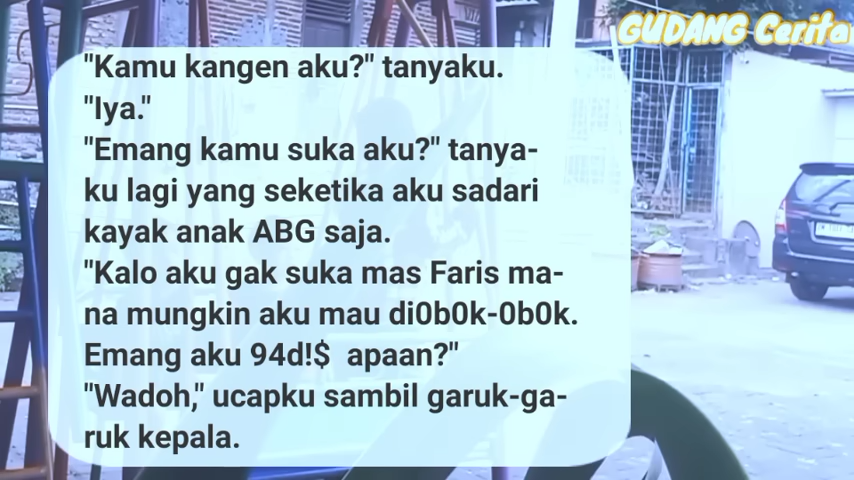 GUDANG Cerita
"Kamu kangen aku?" tanyaku.
"Iya."
"Emang kamu suka aku?" tanya-
ku lagi yang seketika aku sadari
kayak anak ABG saja.
"Kalo aku gak suka mas Faris ma-
na mungkin aku mau di0b0k-0b0k.
Emang aku 94d!$ apaan?"
"Wadoh," ucapku sambil garuk-ga-
ruk kepala.